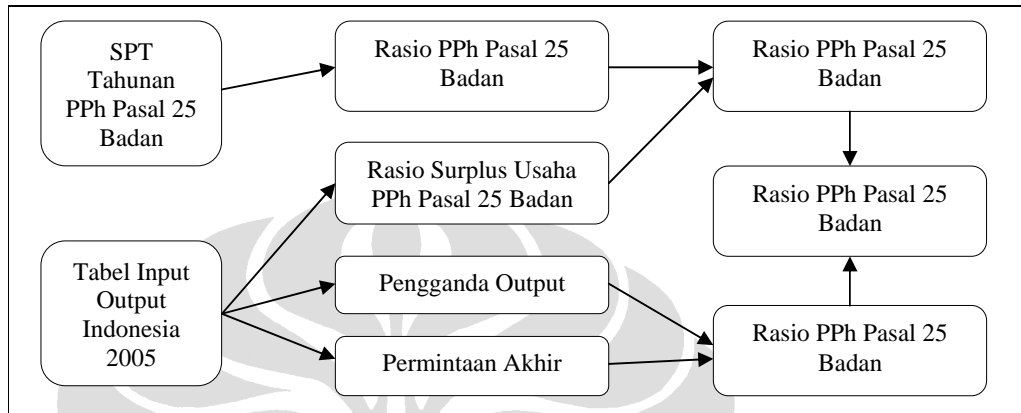 SPT
Tahunan
PPh Pasal 25
Badan
Rasio PPh Pasal 25
Badan
Rasio PPh Pasal 25
Badan
Rasio Surplus Usaha
PPh Pasal 25 Badan
Rasio PPh Pasal 25
Badan
Tabel Input
Output
Indonesia
2005
Pengganda Output
Permintaan Akhir
Rasio PPh Pasal 25
Badan